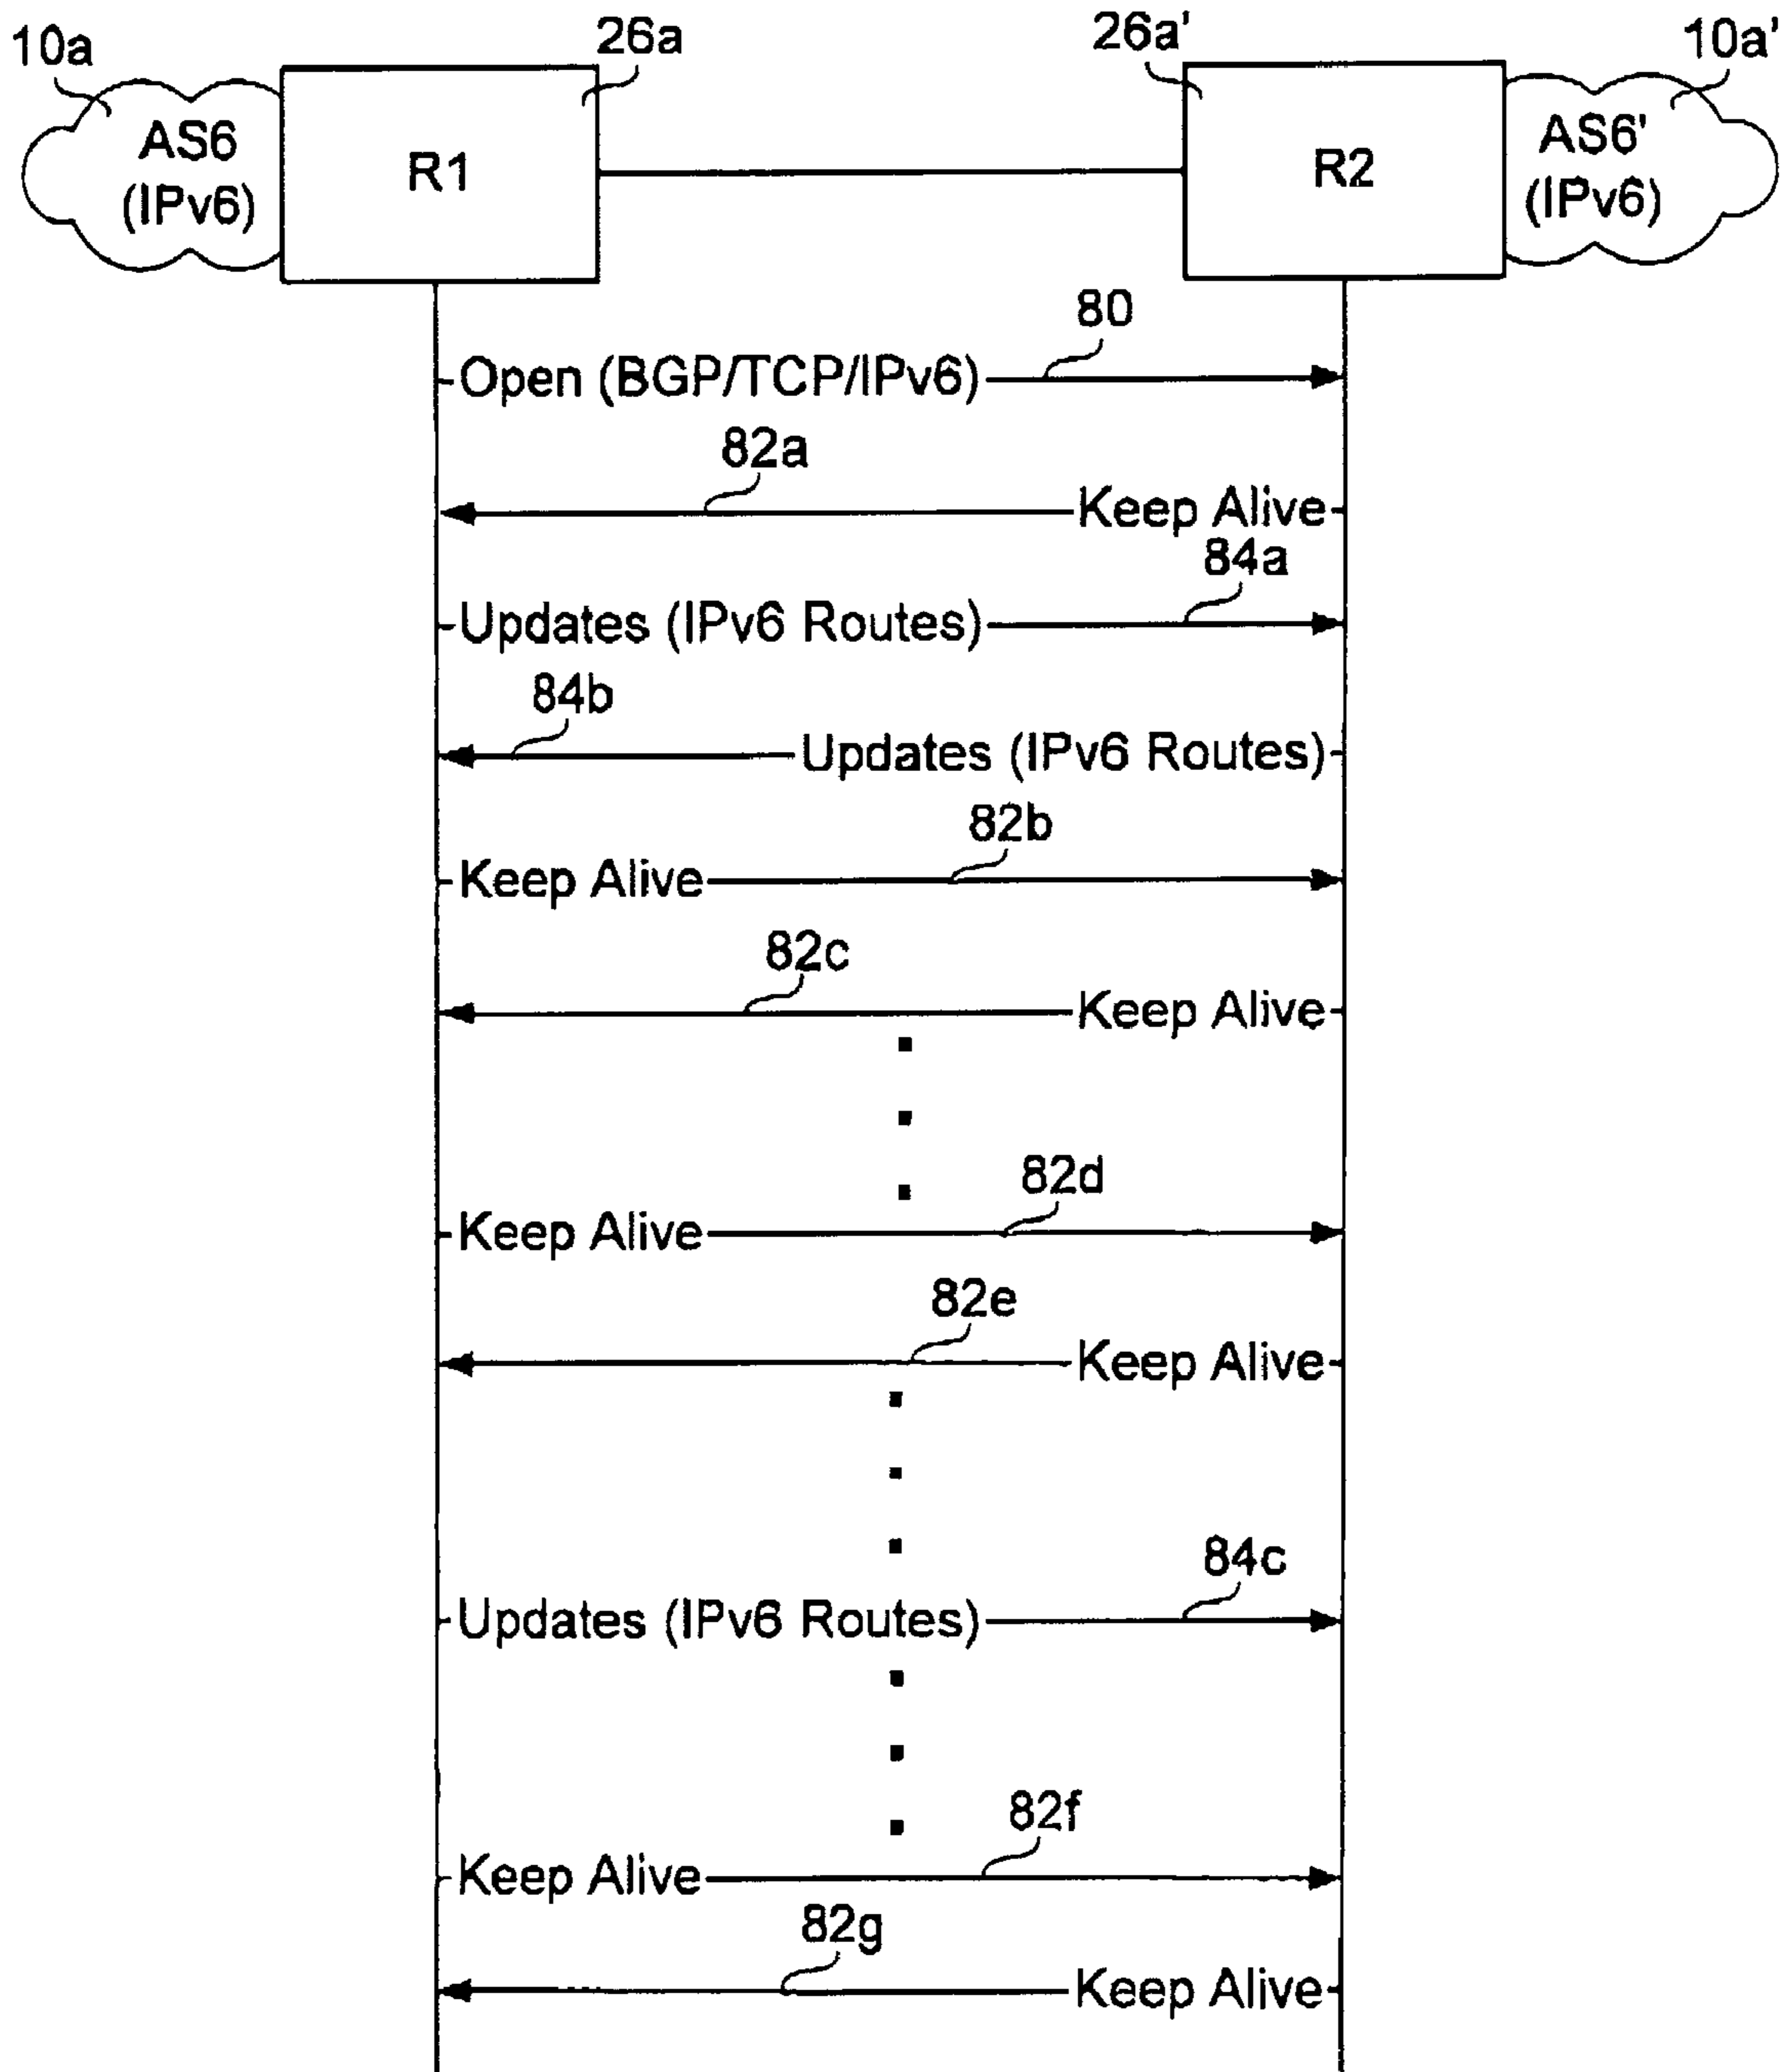 10a
26a
26a'
10a'
AS6
(IPv6)
R1
R2
AS6'
(IPv6)
80
Open (BGP/TCP/IPv6)
82a
Keep Alive
84a
Updates (IPv6 Routes)
84b
Updates (IPv6 Routes)
82b
Keep Alive
82c
Keep Alive
82d
Keep Alive
82e
Keep Alive
84c
Updates (IPv6 Routes)
82f
Keep Alive
82g
Keep Alive